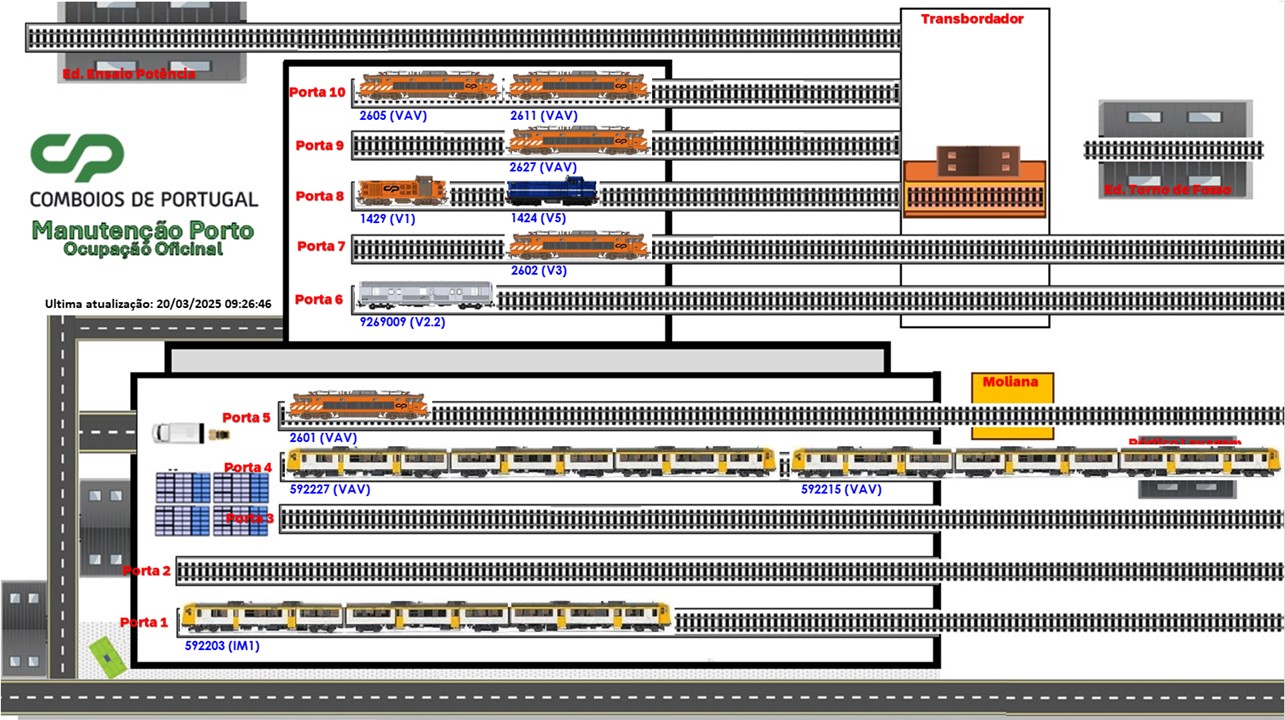 Transbordador
Ed. Ensaio Potência
Porta 10
2605 (VAV)
2611 (VAV)
Porta 9
2627 (VAV)
CP
COMBOIOS DE PORTUGAL
Manutenção Porto
Ocupação Oficinal
Porta 8
1429 (V1)
1424 (V5)
Ed. Torno de Fosso
Porta 7
2602 (V3)
Porta 6
9269009 (V2.2)
Ultima atualização: 20/03/2025 09:26:46
Moliana
Porta 5
2601 (VAV)
Porta 4
592227 (VAV)
592215 (VAV)
Porta 3
Porta 2
Porta 1
592203 (IM1)